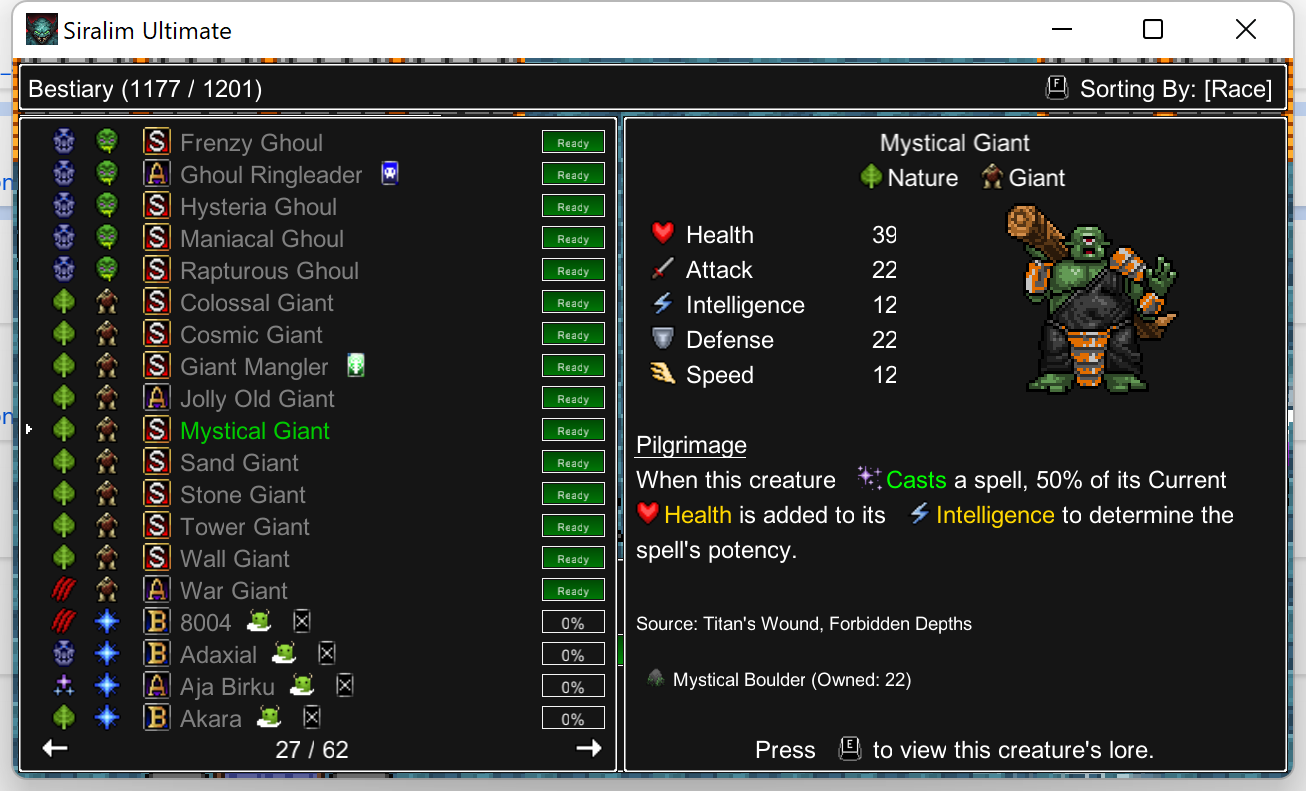 Siralim Ultimate
Bestiary (1177 / 1201)
F Sorting By: [Race]
S Frenzy Ghoul Ready
A Ghoul Ringleader Ready
S Hysteria Ghoul Ready
S Maniacal Ghoul Ready
S Rapturous Ghoul Ready
S Colossal Giant Ready
S Cosmic Giant Ready
S Giant Mangler Ready
A Jolly Old Giant Ready
S Mystical Giant Ready
S Sand Giant Ready
S Stone Giant Ready
S Tower Giant Ready
S Wall Giant Ready
A War Giant Ready
B 8004 0%
B Adaxial 0%
A Aja Birku 0%
B Akara 0%
27 / 62
Mystical Giant
Nature Giant
Health 39
Attack 22
Intelligence 12
Defense 22
Speed 12
Pilgrimage
When this creature Casts a spell, 50% of its Current
Health is added to its Intelligence to determine the
spell's potency.
Source: Titan's Wound, Forbidden Depths
Mystical Boulder (Owned: 22)
Press E to view this creature's lore.